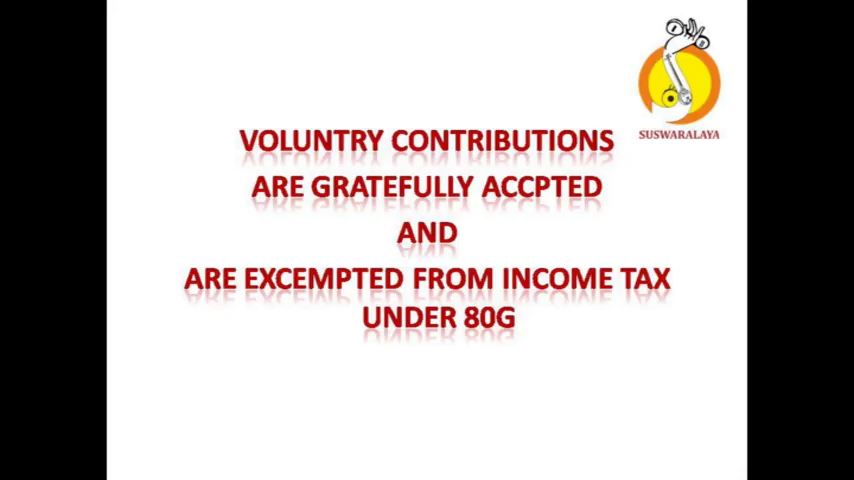 SUSWARALAYA
VOLUNTRY CONTRIBUTIONS
ARE GRATEFULLY ACCPTED
AND
ARE EXCEMPTED FROM INCOME TAX
UNDER 80G